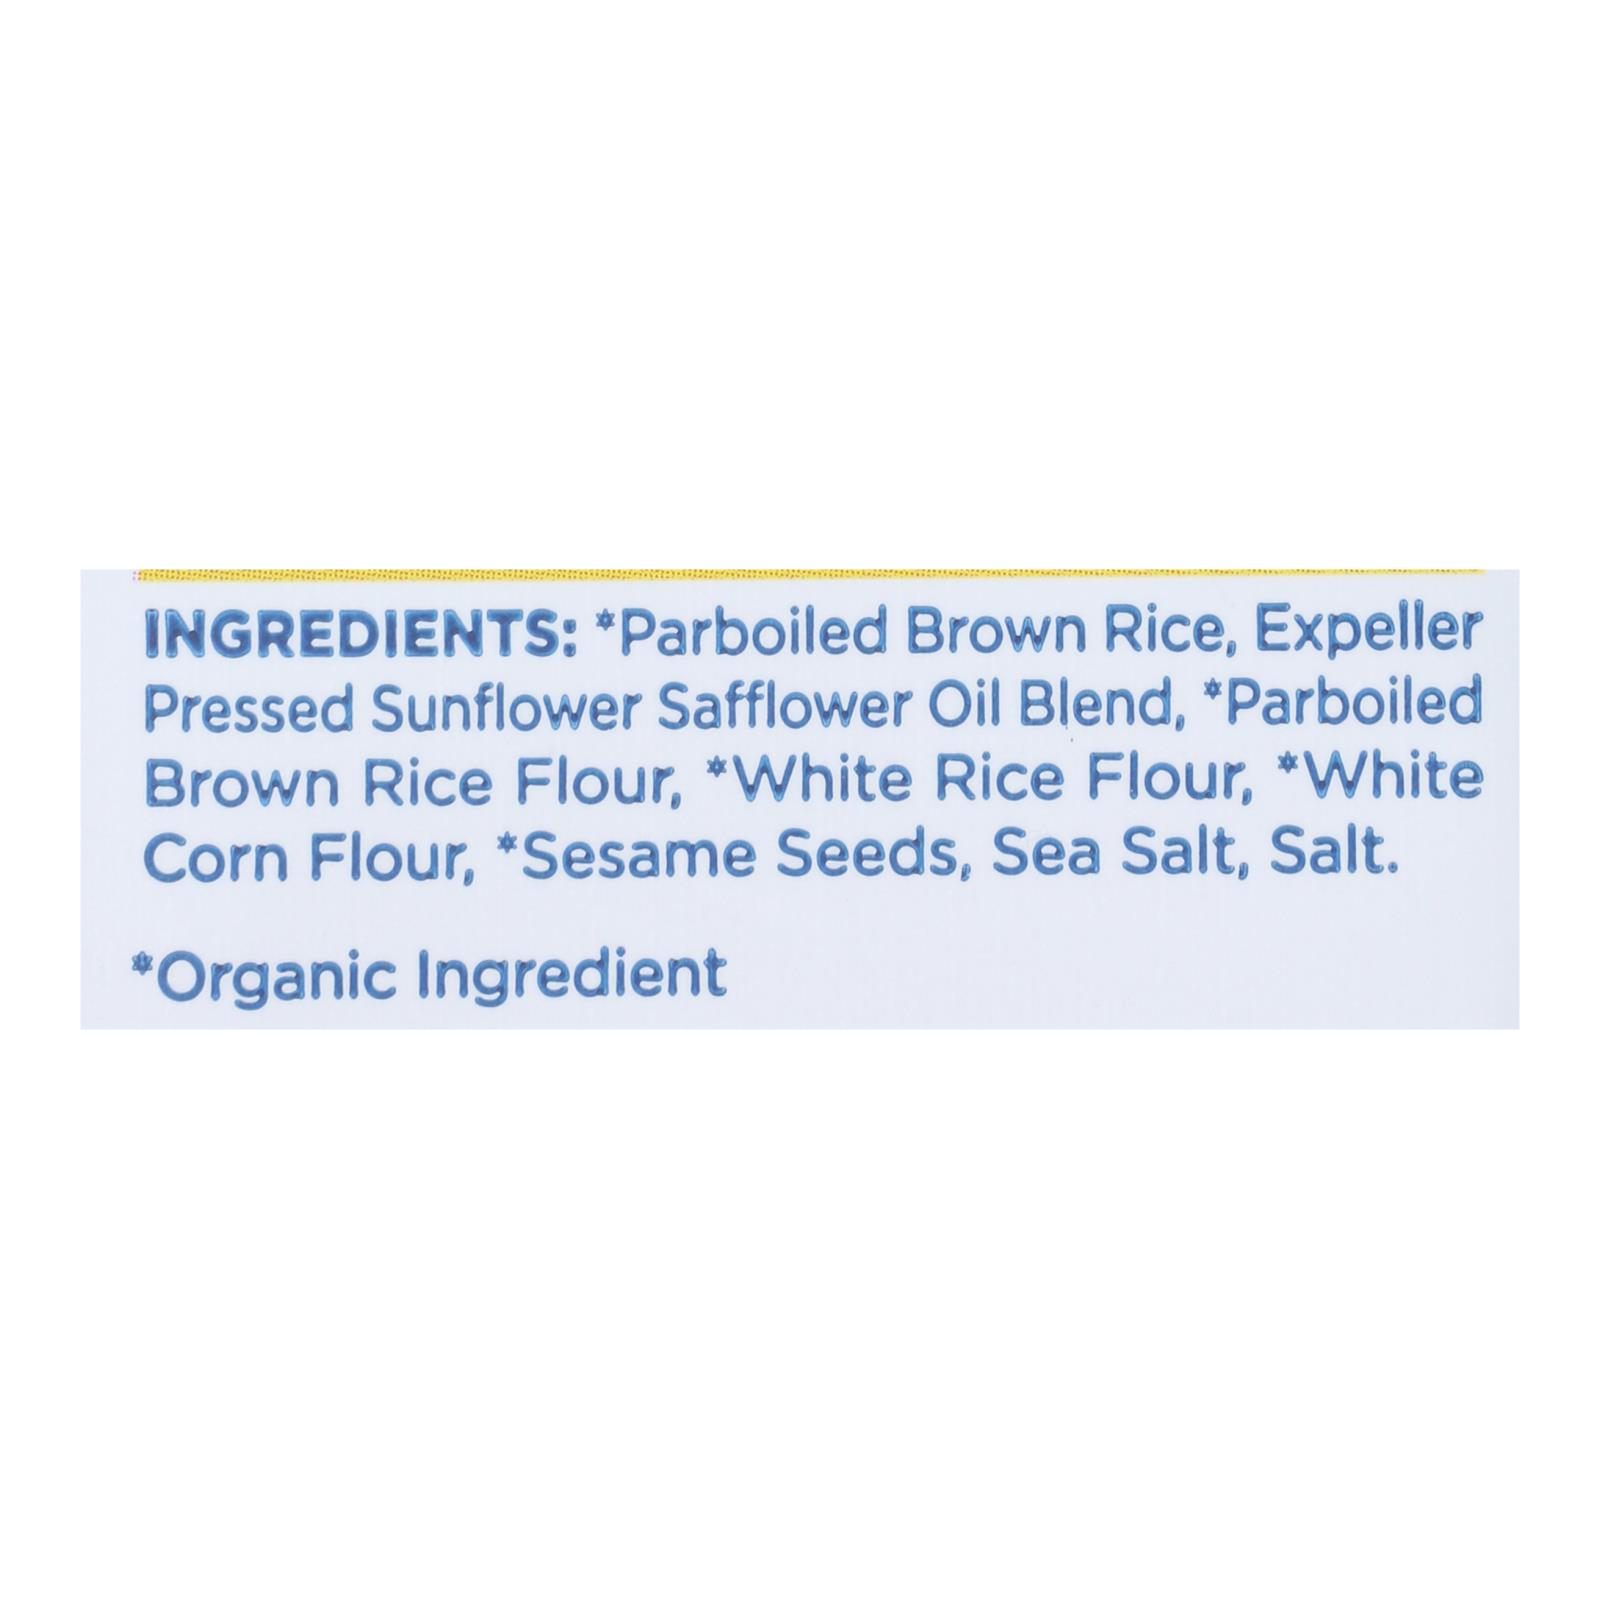 INGREDIENTS: *Parboiled Brown Rice, Expeller
Pressed Sunflower Safflower Oil Blend, *Parboiled
Brown Rice Flour, *White Rice Flour, *White
Corn Flour, *Sesame Seeds, Sea Salt, Salt.
*Organic Ingredient